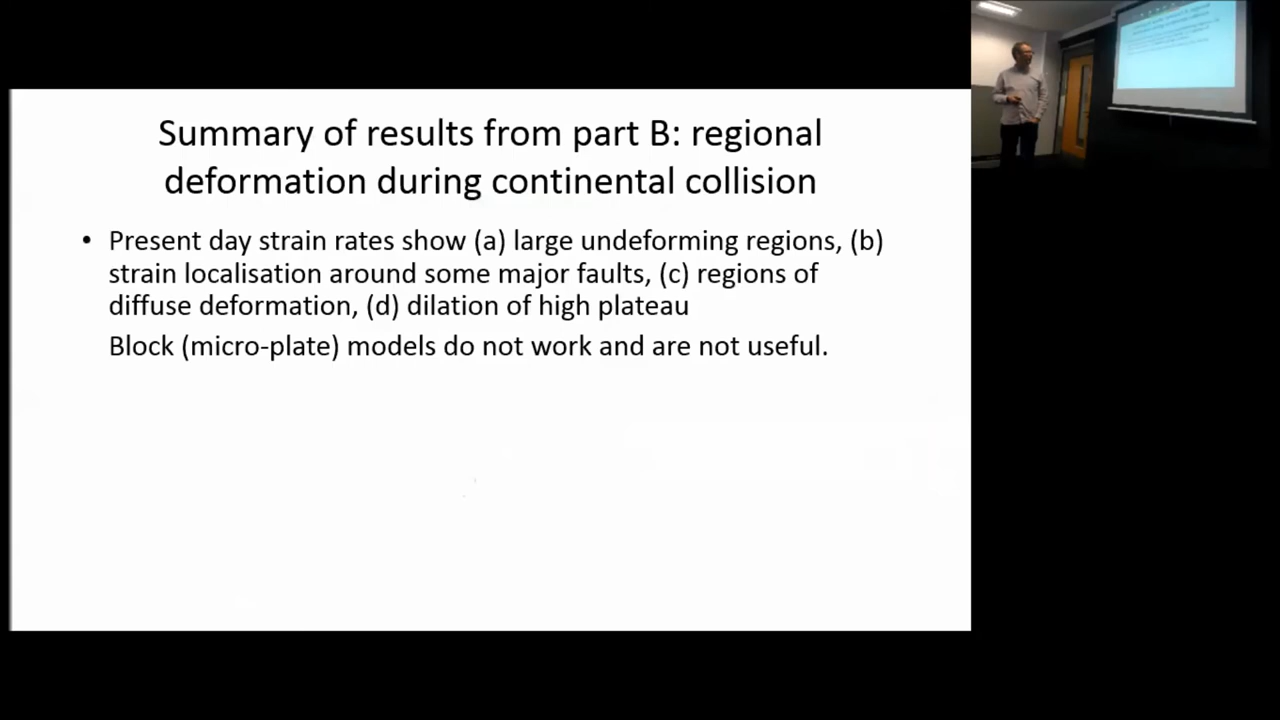 Summary of results from part B: regional
deformation during continental collision
• Present day strain rates show (a) large undeforming regions, (b)
strain localisation around some major faults, (c) regions of
diffuse deformation, (d) dilation of high plateau
Block (micro-plate) models do not work and are not useful.